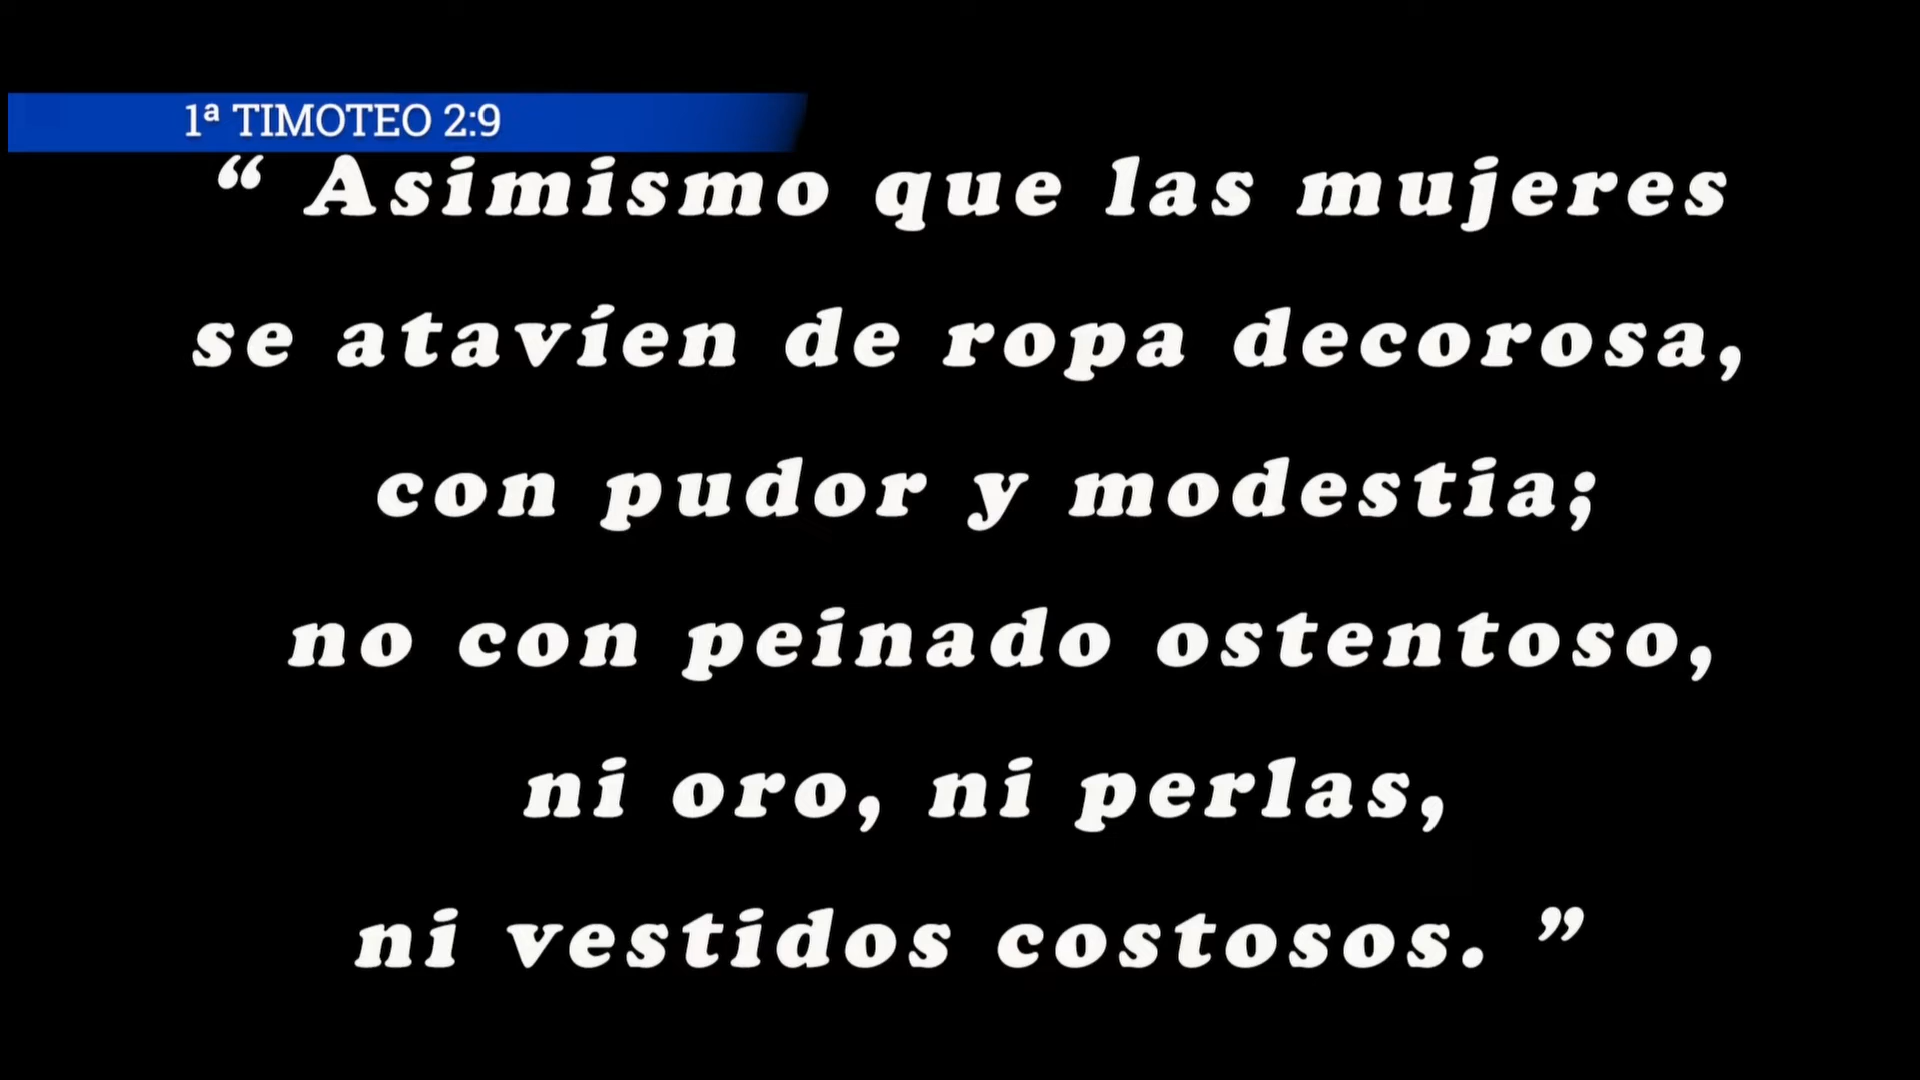 1ª TIMOTEO 2:9
“ Asimismo que las mujeres
se atavíen de ropa decorosa,
con pudor y modestia;
no con peinado ostentoso,
ni oro, ni perlas,
ni vestidos costosos. ”